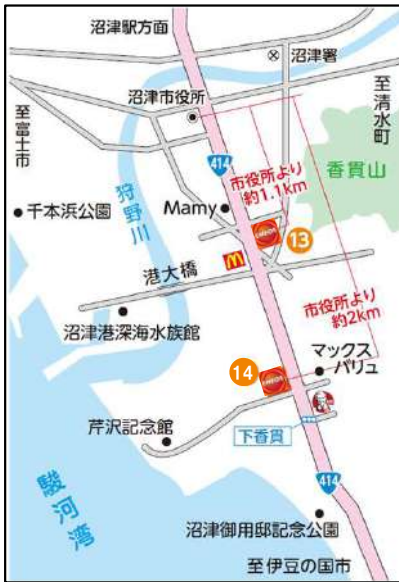 沼津駅方面
沼津署
沼津市役所
至清水町
至富士市
414
市役所より
約1.1km
香貫山
狩野川
千本浜公園
Mamy
13
港大橋
沼津港深海水族館
市役所より
約2km
14
マックス
バリュ
芹沢記念館
下香貫
駿河湾
414
沼津御用邸記念公園
至伊豆の国市